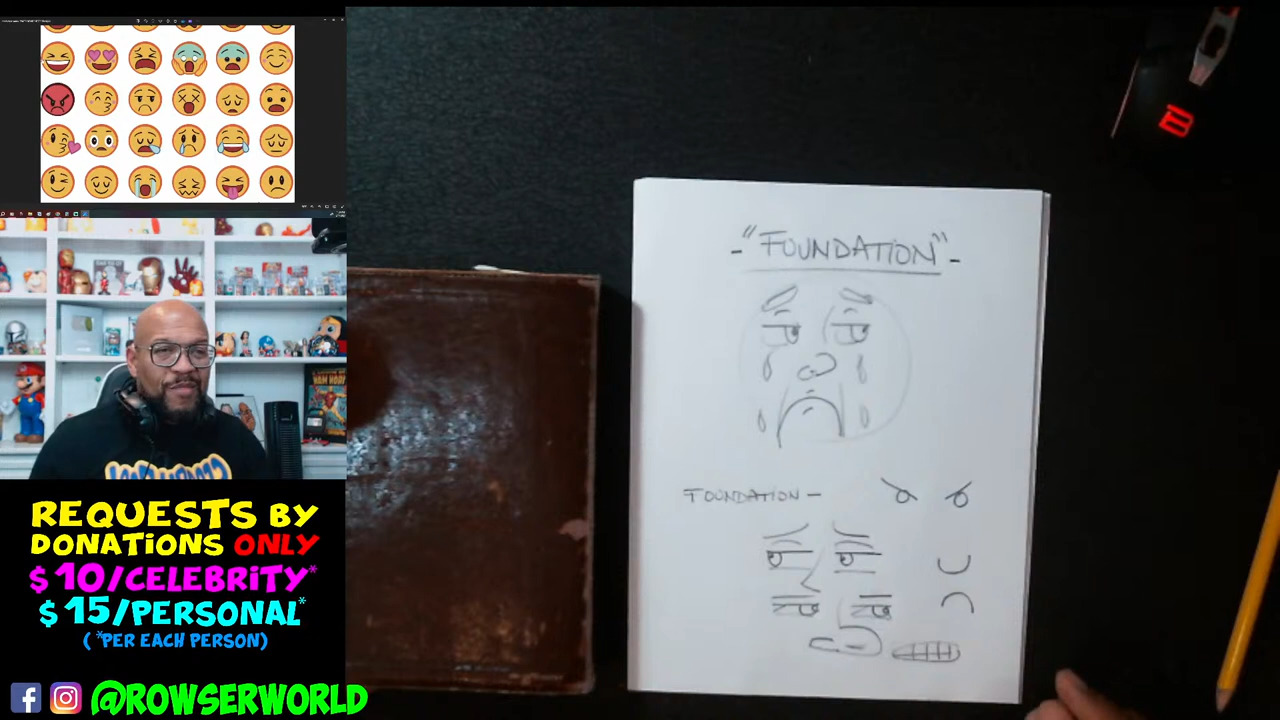 -"FOUNDATION"-
FOUNDATION -
REQUESTS BY
DONATIONS ONLY
$10/CELEBRITY*
$15/PERSONAL*
(*PER EACH PERSON)
@ROWSERWORLD